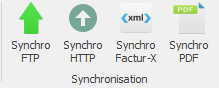 xml
PDF
Synchro FTP
Synchro HTTP
Synchro Factur-X
Synchro PDF
Synchronisation